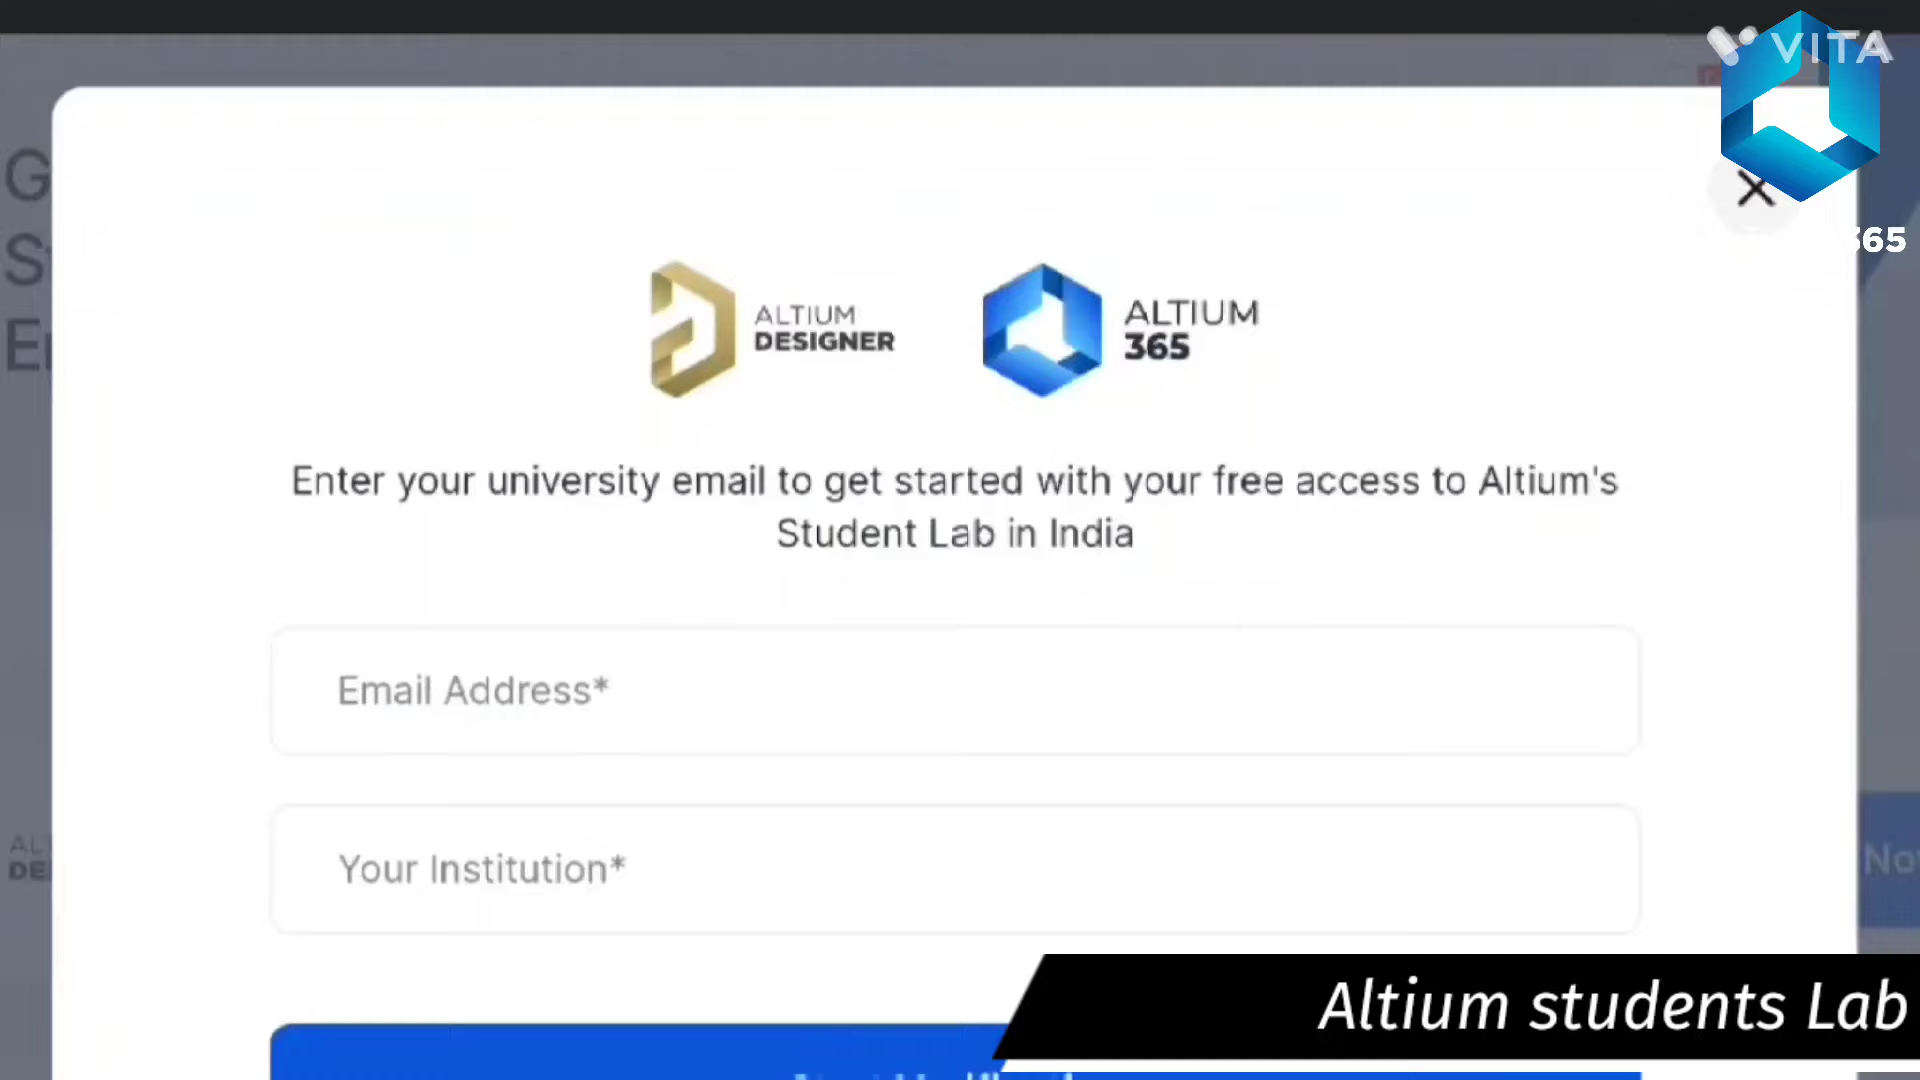 VITA
365
ALTIUM
DESIGNER
ALTIUM
365
Enter your university email to get started with your free access to Altium's
Student Lab in India
Email Address*
Your Institution*
Altium students Lab